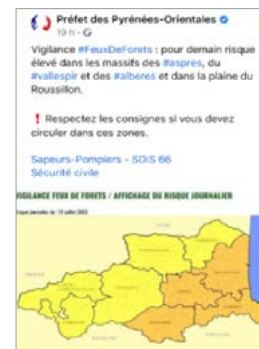 Préfet des Pyrénées-Orientales
19 h
Vigilance #FeuxDeForets : pour demain risque
élevé dans les massifs des #aspres, du
#vallespir et des #alberes et dans la plaine du
Roussillon.
❗ Respectez les consignes si vous devez
circuler dans ces zones.
Sapeurs-Pompiers - SDIS 66
Sécurité civile
VIGILANCE FEUX DE FORETS / AFFICHAGE DU RISQUE JOURNALIER